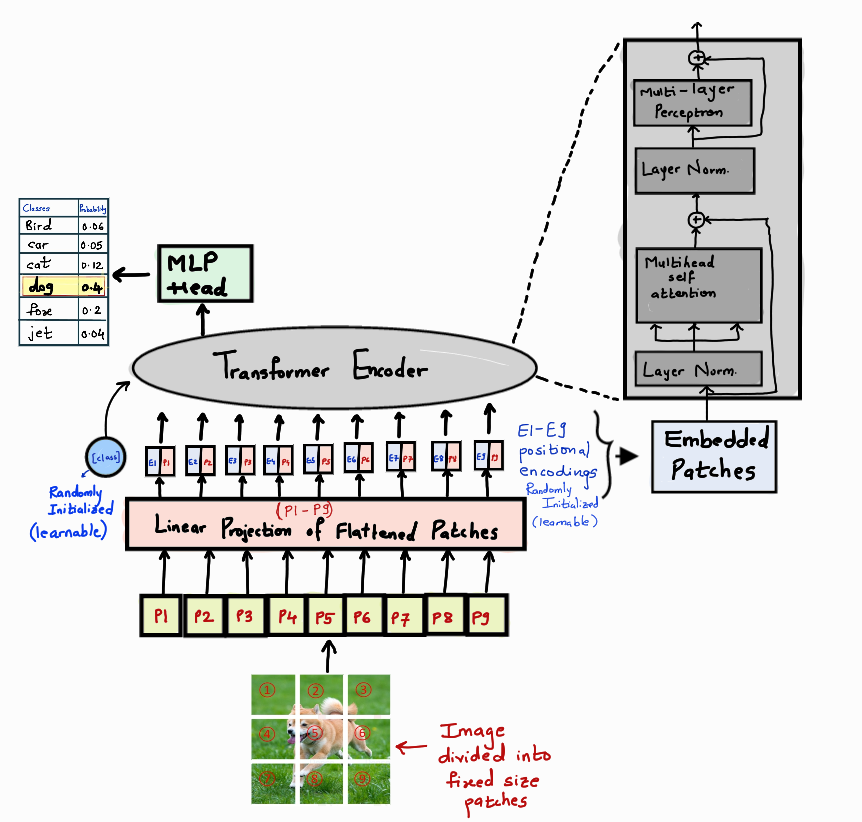 Multi-layer
Perceptron
Layer Norm.
Multihead
self
attention
Layer Norm.
Embedded
Patches
Classes Probability
Bird 0.06
car 0.05
cat 0.12
dog 0.4
foxe 0.2
jet 0.04
MLP
Head
Transformer Encoder
[class]
Randomly
Initialized
(learnable)
E1 P1 E2 P2 E3 P3 E4 P4 E5 P5 E6 P6 E7 P7 E8 P8 E9 P9
E1-E9
positional
encodings
Randomly
Initialized
(learnable)
(P1-P9)
Linear Projection of Flattened Patches
P1 P2 P3 P4 P5 P6 P7 P8 P9
① ② ③
④ ⑤ ⑥
⑦ ⑧ ⑨
Image
divided into
fixed size
patches